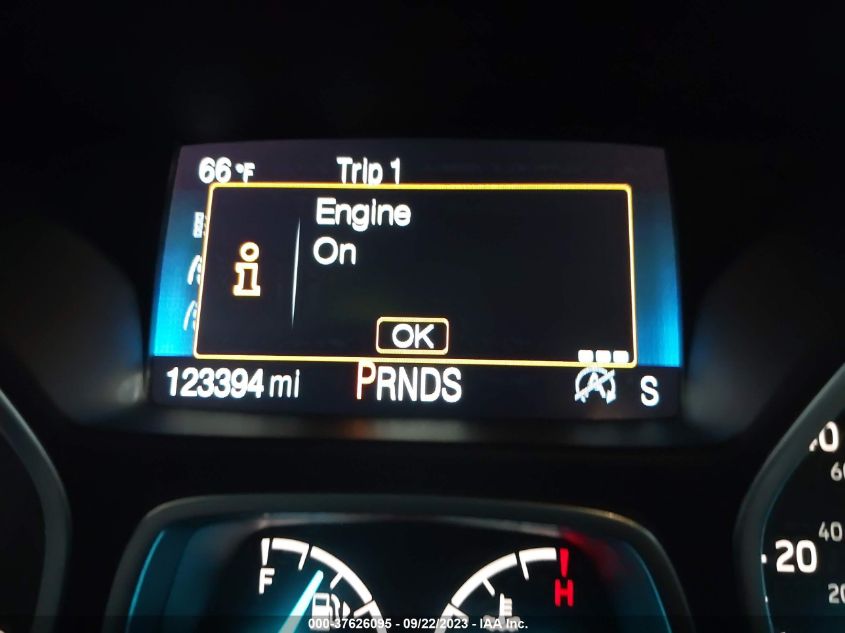 66 °F Trip 1
Engine
On
i
OK
123394 mi PRNDS A S
F
E
H
20
40
20
60
000-37626095 - 09/22/2023 - IAA Inc.